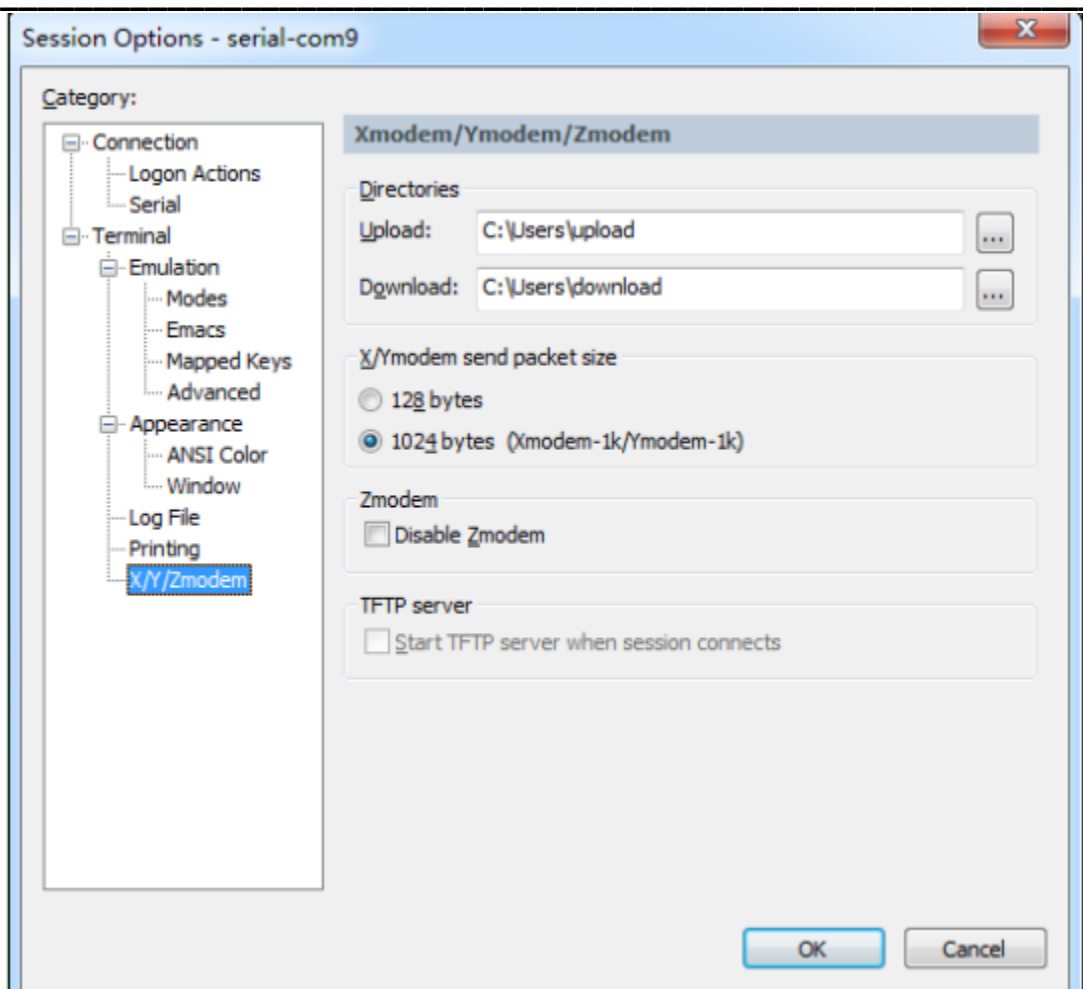 Session Options - serial-com9
Category:
Connection
Logon Actions
Serial
Terminal
Emulation
Modes
Emacs
Mapped Keys
Advanced
Appearance
ANSI Color
Window
Log File
Printing
X/Y/Zmodem
Xmodem/Ymodem/Zmodem
Directories
Upload: C:\Users\upload ...
Download: C:\Users\download ...
X/Ymodem send packet size
128 bytes
1024 bytes (Xmodem-1k/Ymodem-1k)
Zmodem
Disable Zmodem
TFTP server
Start TFTP server when session connects
OK Cancel